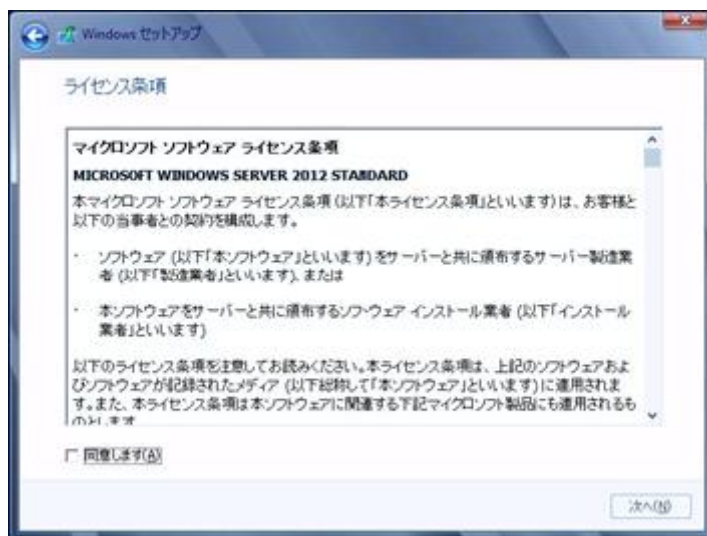 Windows セットアップ
ライセンス条項
マイクロソフト ソフトウェア ライセンス条項
MICROSOFT WINDOWS SERVER 2012 STANDARD
本マイクロソフト ソフトウェア ライセンス条項 (以下「本ライセンス条項」といいます) は、お客様と
以下の当事者との契約を構成します。
・ ソフトウェア (以下「本ソフトウェア」といいます) をサーバーと共に頒布するサーバー製造業
者 (以下「製造業者」といいます)、または
・ 本ソフトウェアをサーバーと共に頒布するソフトウェア インストール業者 (以下「インストール
業者」といいます)
以下のライセンス条項を注意してお読みください。本ライセンス条項は、上記のソフトウェアおよ
びソフトウェアが記録されたメディア (以下総称して「本ソフトウェア」といいます) に適用されま
す。また、本ライセンス条項は本ソフトウェアに関連する下記マイクロソフト製品にも適用されるも
のとします
同意します(A)
次へ(N)